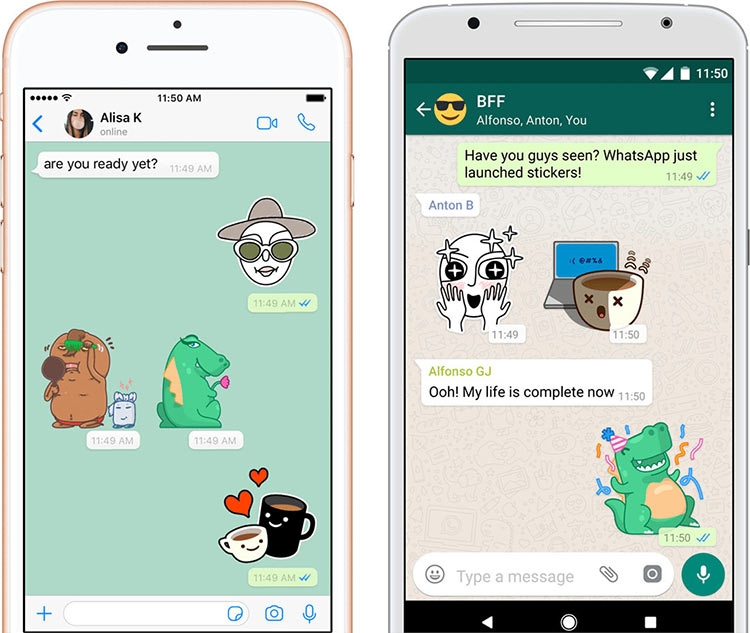 11:50 AM
Alisa K
online
are you ready yet? 11:49 AM
11:49 AM
11:49 AM
11:49 AM
11:49 AM
11:50
BFF
Alfonso, Anton, You
Have you guys seen? WhatsApp just
launched stickers!
11:49
Anton B
:( @#%&
11:49
11:50
Alfonso GJ
Ooh! My life is complete now 11:50
11:50
Type a message